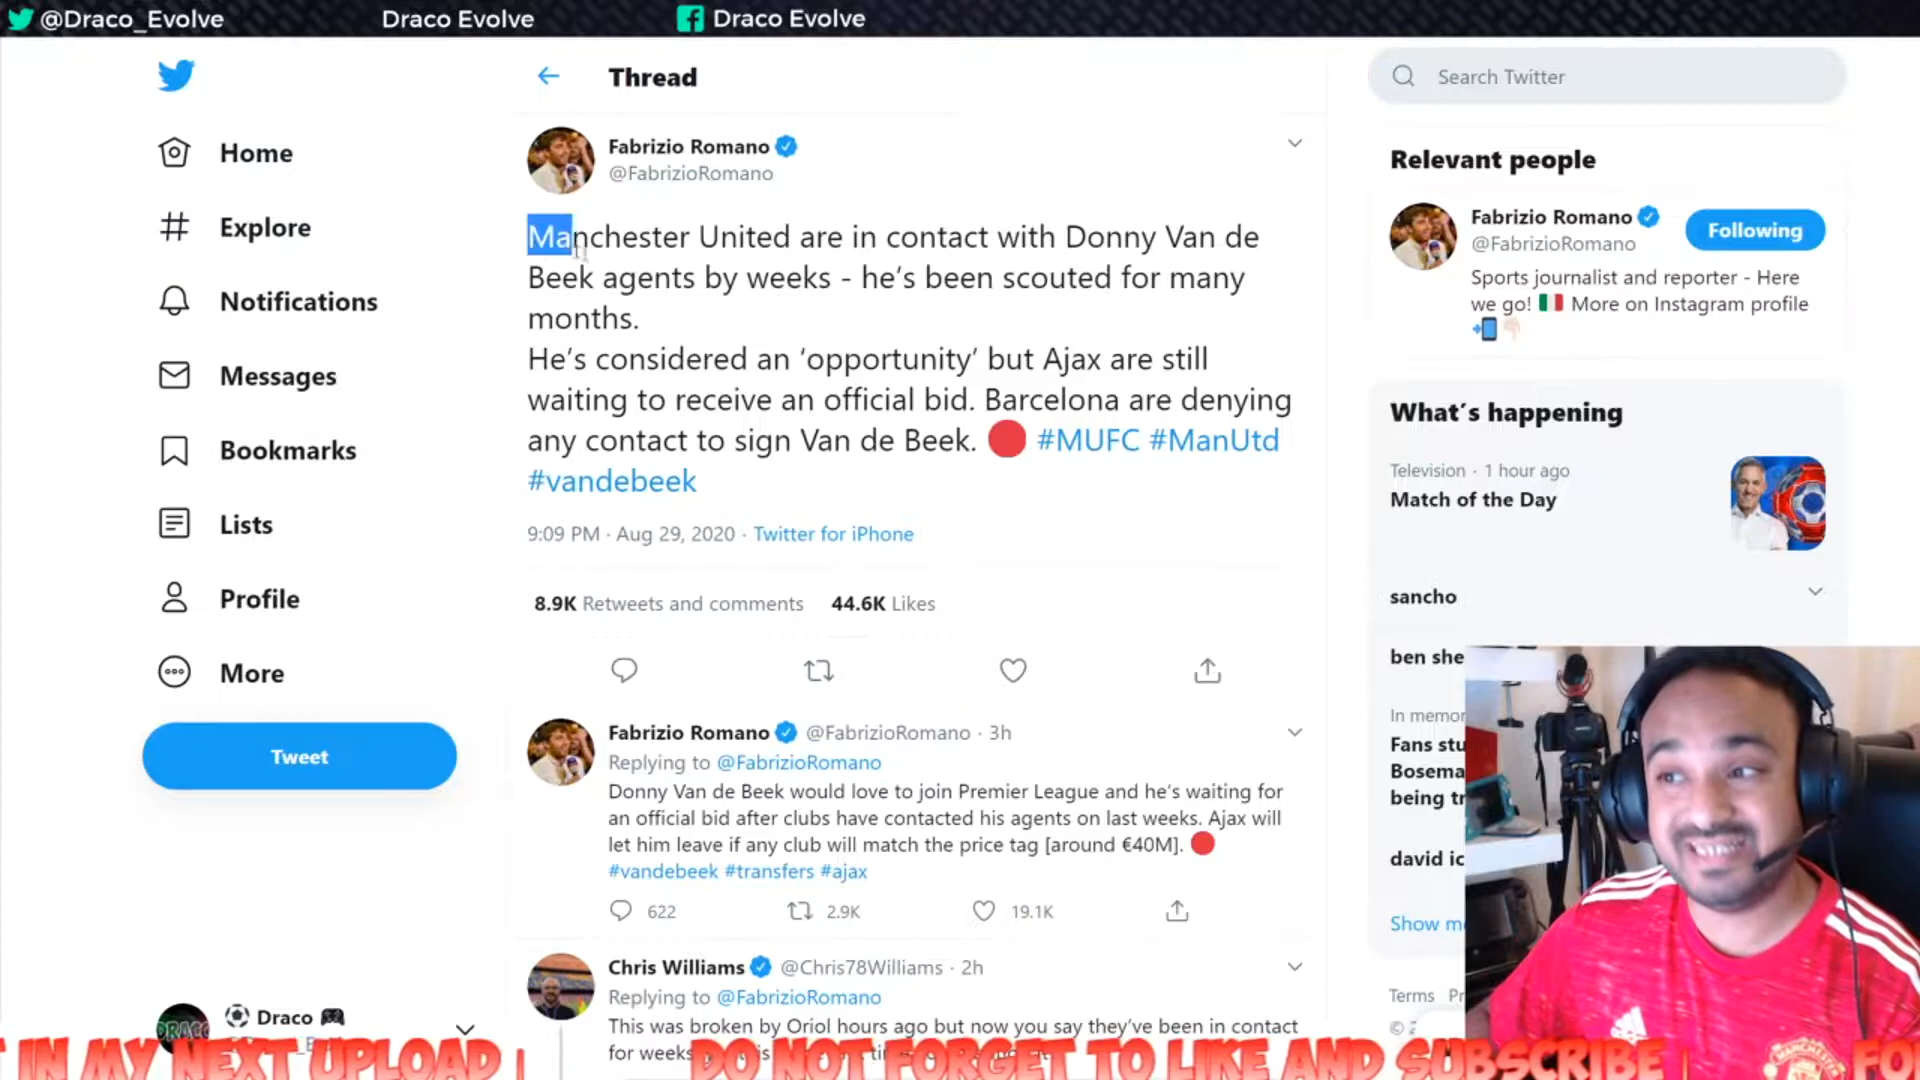 @Draco_Evolve
Draco Evolve
Draco Evolve
Thread
Search Twitter
Home
Explore
Notifications
Messages
Bookmarks
Lists
Profile
More
Tweet
Draco
Fabrizio Romano
@FabrizioRomano
Manchester United are in contact with Donny Van de
Beek agents by weeks - he's been scouted for many
months.
He's considered an 'opportunity' but Ajax are still
waiting to receive an official bid. Barcelona are denying
any contact to sign Van de Beek. 🔴 #MUFC #ManUtd
#vandebeek
9:09 PM · Aug 29, 2020 · Twitter for iPhone
8.9K Retweets and comments 44.6K Likes
Fabrizio Romano @FabrizioRomano · 3h
Replying to @FabrizioRomano
Donny Van de Beek would love to join Premier League and he's waiting for
an official bid after clubs have contacted his agents on last weeks. Ajax will
let him leave if any club will match the price tag [around €40M]. 🔴
#vandebeek #transfers #ajax
622 2.9K 19.1K
Chris Williams @Chris78Williams · 2h
Replying to @FabrizioRomano
This was broken by Oriol hours ago but now you say they've been in contact
for weeks
Relevant people
Fabrizio Romano
@FabrizioRomano
Following
Sports journalist and reporter - Here
we go! 🇮🇹 More on Instagram profile
📲👇🏻
What's happening
Television · 1 hour ago
Match of the Day
sancho
ben she
In memor
Fans stu
Bosema
being tr
david ic
Show m
Terms Pr
IN MY NEXT UPLOAD | DO NOT FORGET TO LIKE AND SUBSCRIBE | FO